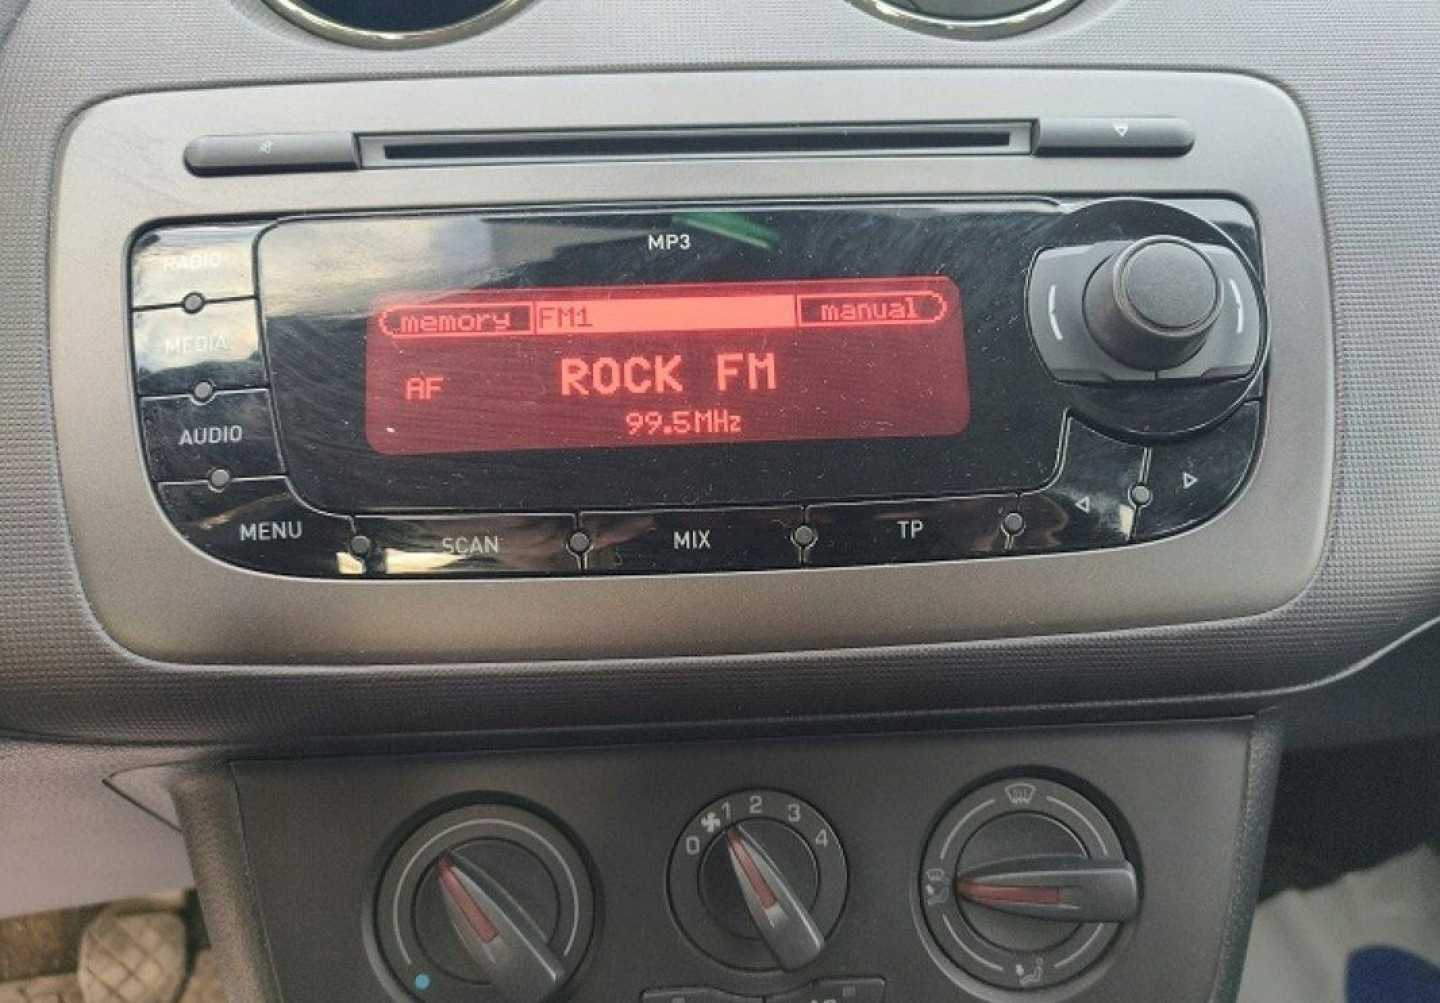 MP3
RADIO
memory FM1 manual
MEDIA
ROCK FM
AF
99.5MHz
AUDIO
MENU SCAN MIX TP
0 1 2 3 4